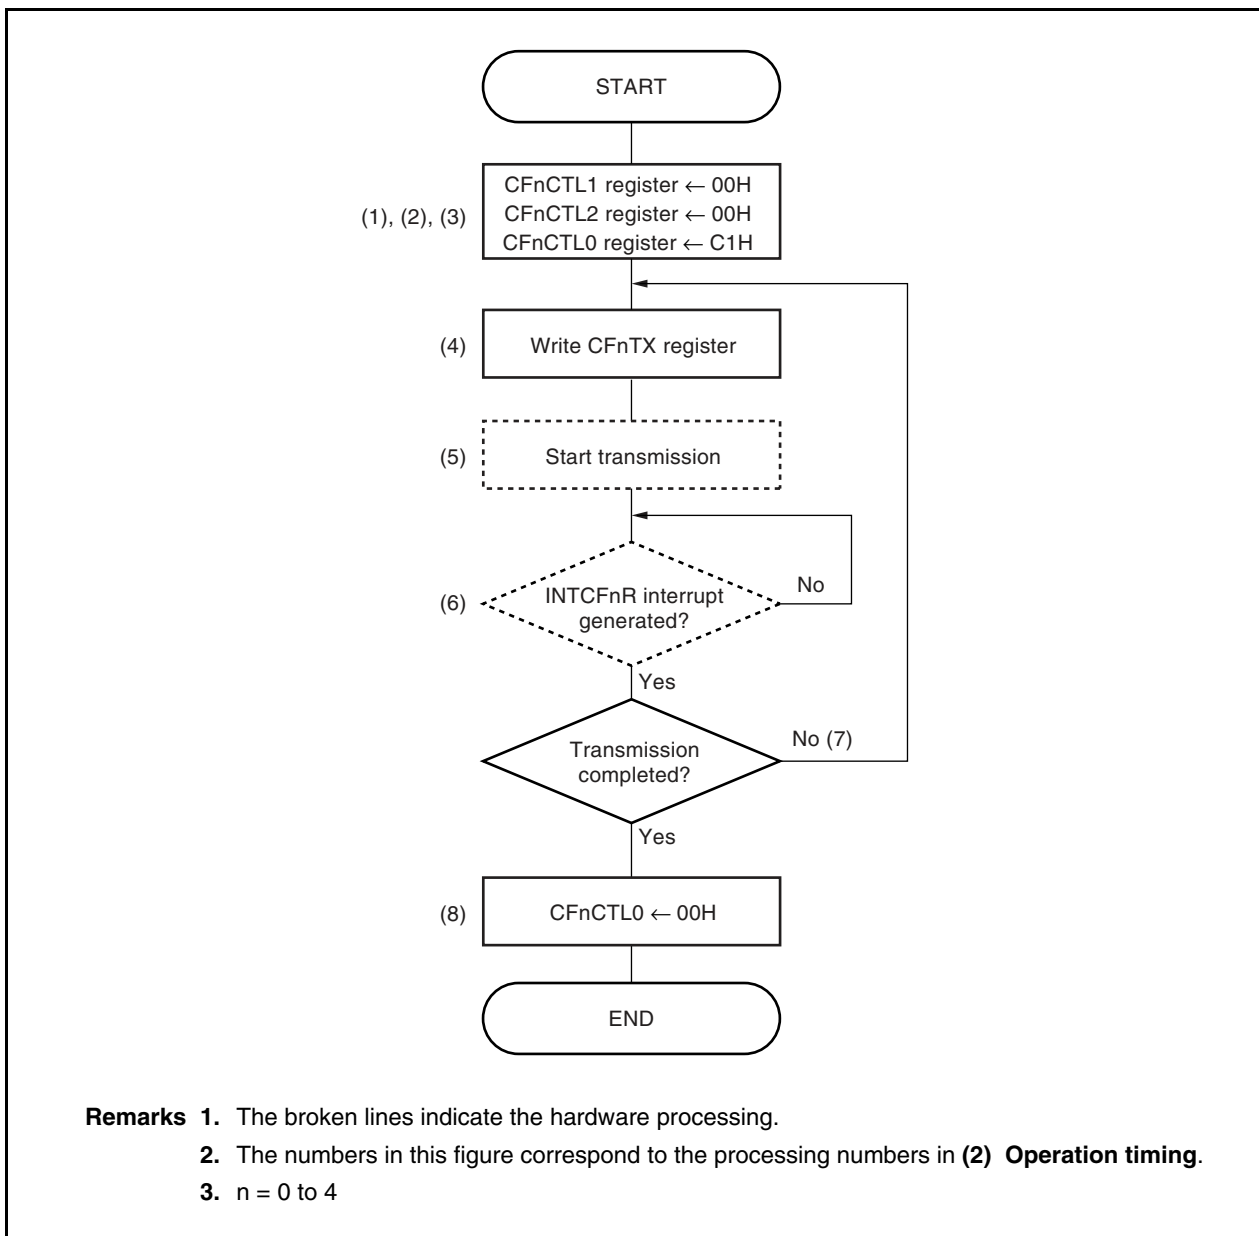 START
CFnCTL1 register ← 00H
CFnCTL2 register ← 00H
(1), (2), (3)
CFnCTL0 register ← C1H
(4)
Write CFnTX register
(5)
Start transmission
No
(6)
INTCFnR interrupt
generated?
Yes
No (7)
Transmission
completed?
Yes
(8)
CFnCTL0 ← 00H
END
Remarks 1. The broken lines indicate the hardware processing.
2. The numbers in this figure correspond to the processing numbers in (2) Operation timing.
3. n = 0 to 4